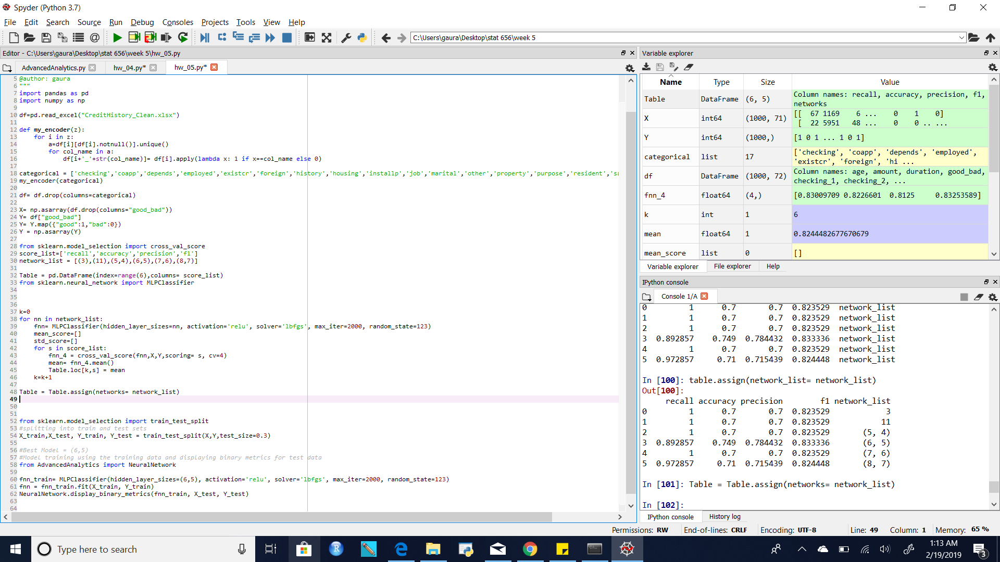 Spyder (Python 3.7)
File Edit Search Source Run Debug Consoles Projects Tools View Help
C:\Users\gaura\Desktop\stat 656\week 5
Editor - C:\Users\gaura\Desktop\stat 656\week 5\hw_05.py
AdvancedAnalytics.py hw_04.py* hw_05.py*
5 @author: gaura
6 """
7 import pandas as pd
8 import numpy as np
9
10 df=pd.read_excel("CreditHistory_Clean.xlsx")
11
12 def my_encoder(z):
13     for i in z:
14         a=df[i][df[i].notnull()].unique()
15         for col_name in a:
16             df[i+'_'+str(col_name)]= df[i].apply(lambda x: 1 if x==col_name else 0)
17
18 categorical = ['checking','coapp','depends','employed','existcr','foreign','history','housing','installp','job','marital','other','property','purpose','resident','sa
19 my_encoder(categorical)
20
21 df= df.drop(columns=categorical)
22
23 X= np.asarray(df.drop(columns="good_bad"))
24 Y= df["good_bad"]
25 Y= Y.map({"good":1,"bad":0})
26 Y = np.asarray(Y)
27
28 from sklearn.model_selection import cross_val_score
29 score_list=['recall','accuracy','precision','f1']
30 network_list = [(3),(11),(5,4),(6,5),(7,6),(8,7)]
31
32 Table = pd.DataFrame(index=range(6),columns= score_list)
33 from sklearn.neural_network import MLPClassifier
34
35
36
37 k=0
38 for nn in network_list:
39     fnn= MLPClassifier(hidden_layer_sizes=nn, activation='relu', solver='lbfgs', max_iter=2000, random_state=123)
40     mean_score=[]
41     std_score=[]
42     for s in score_list:
43         fnn_4 = cross_val_score(fnn,X,Y,scoring= s, cv=4)
44         mean= fnn_4.mean()
45         Table.loc[k,s] = mean
46     k=k+1
47
48 Table = Table.assign(networks= network_list)
49
50
51
52 from sklearn.model_selection import train_test_split
53 #splitting into train and test sets
54 X_train,X_test, Y_train, Y_test = train_test_split(X,Y,test_size=0.3)
55
56 #Best Model = (6,5)
57 #Model training using the training data and displaying binary metrics for test data
58 from AdvancedAnalytics import NeuralNetwork
59
60 fnn_train= MLPClassifier(hidden_layer_sizes=(6,5), activation='relu', solver='lbfgs', max_iter=2000, random_state=123)
61 fnn = fnn_train.fit(X_train, Y_train)
62 NeuralNetwork.display_binary_metrics(fnn_train, X_test, Y_test)
63
64
Variable explorer
Name Type Size Value
Table DataFrame (6, 5) Column names: recall, accuracy, precision, f1,
networks
X int64 (1000, 71) [[ 67 1169 6 ... 0 1 0]
[ 22 5951 48 ... 0 0 .. ...
Y int64 (1000,) [1 0 1 ... 1 0 1]
categorical list 17 ['checking', 'coapp', 'depends', 'employed',
'existcr', 'foreign', 'hi ...
df DataFrame (1000, 72) Column names: age, amount, duration, good_bad,
checking_1, checking_2, ...
fnn_4 float64 (4,) [0.83009709 0.8226601 0.8125 0.83253589]
k int 1 6
mean float64 1 0.8244482677670679
mean_score list 0 []
Variable explorer File explorer Help
IPython console
Console 1/A
0 1 0.7 0.7 0.823529 network_list
1 1 0.7 0.7 0.823529 network_list
2 1 0.7 0.7 0.823529 network_list
3 0.892857 0.749 0.784432 0.833336 network_list
4 1 0.7 0.7 0.823529 network_list
5 0.972857 0.71 0.715439 0.824448 network_list
In [100]: table.assign(network_list= network_list)
Out[100]:
recall accuracy precision f1 network_list
0 1 0.7 0.7 0.823529 3
1 1 0.7 0.7 0.823529 11
2 1 0.7 0.7 0.823529 (5, 4)
3 0.892857 0.749 0.784432 0.833336 (6, 5)
4 1 0.7 0.7 0.823529 (7, 6)
5 0.972857 0.71 0.715439 0.824448 (8, 7)
In [101]: Table = Table.assign(networks= network_list)
In [102]:
IPython console History log
Permissions: RW End-of-lines: CRLF Encoding: UTF-8 Line: 49 Column: 1 Memory: 65 %
Type here to search
1:13 AM
2/19/2019
3